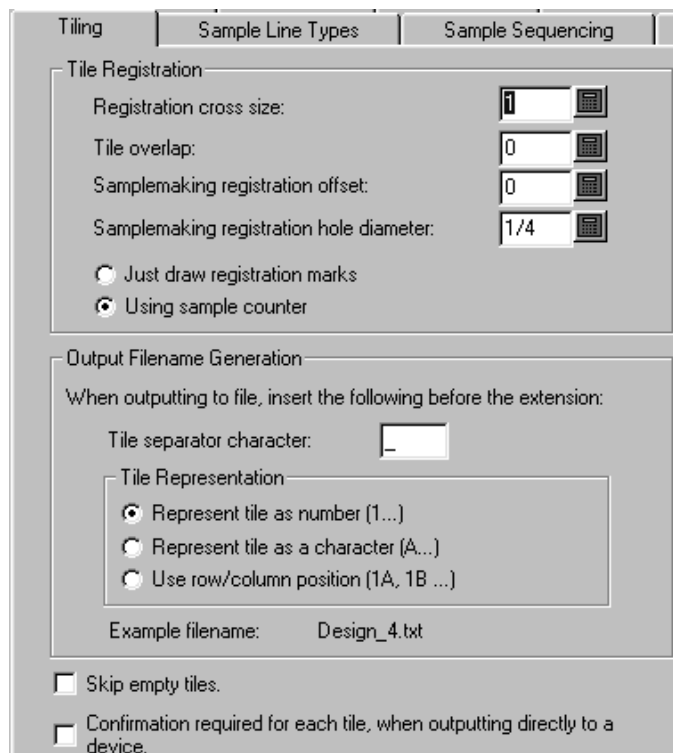 Tiling
Sample Line Types
Sample Sequencing
Tile Registration
Registration cross size: 1
Tile overlap: 0
Samplemaking registration offset: 0
Samplemaking registration hole diameter: 1/4
Just draw registration marks
Using sample counter
Output Filename Generation
When outputting to file, insert the following before the extension:
Tile separator character: _
Tile Representation
Represent tile as number (1...)
Represent tile as a character (A...)
Use row/column position (1A, 1B ...)
Example filename: Design_4.txt
Skip empty tiles.
Confirmation required for each tile, when outputting directly to a
device.